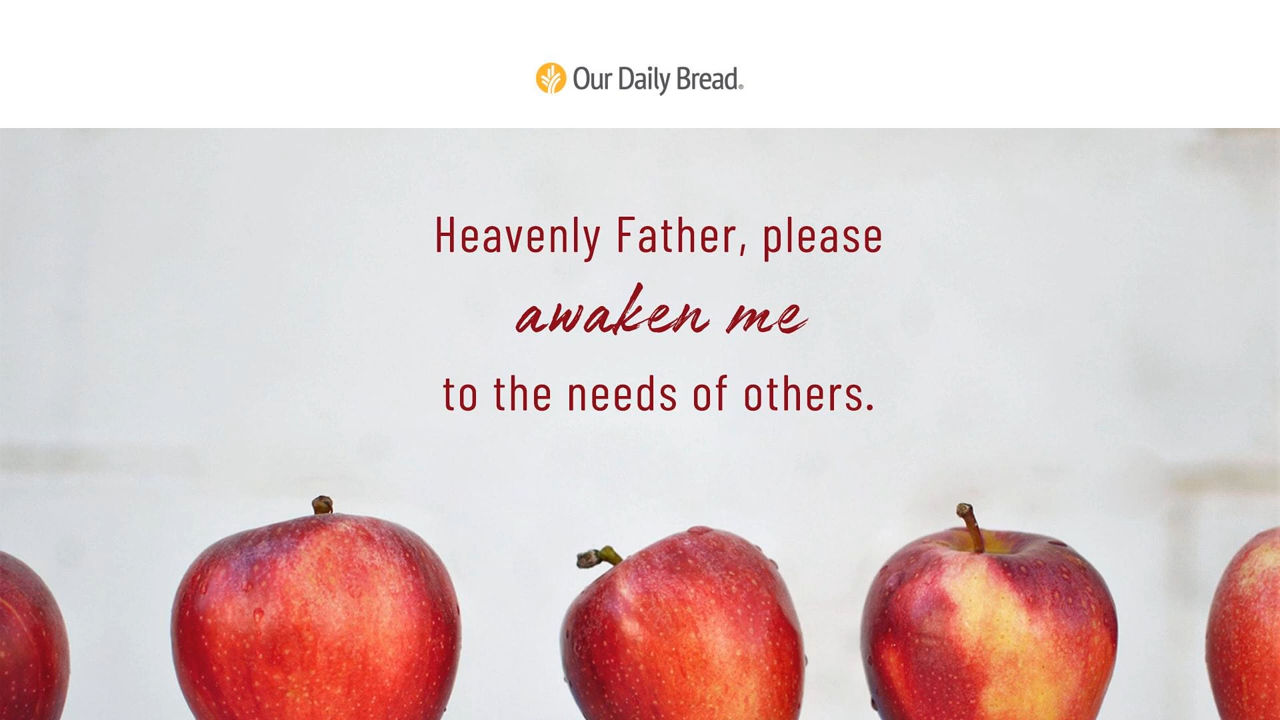 Our Daily Bread®
Heavenly Father, please
awaken me
to the needs of others.